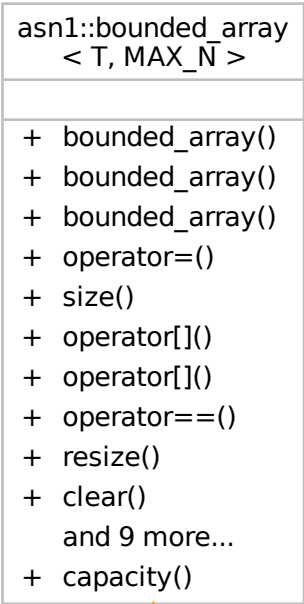 asn1::bounded_array
< T, MAX_N >
+ bounded_array()
+ bounded_array()
+ bounded_array()
+ operator=()
+ size()
+ operator[]()
+ operator[]()
+ operator==()
+ resize()
+ clear()
and 9 more...
+ capacity()